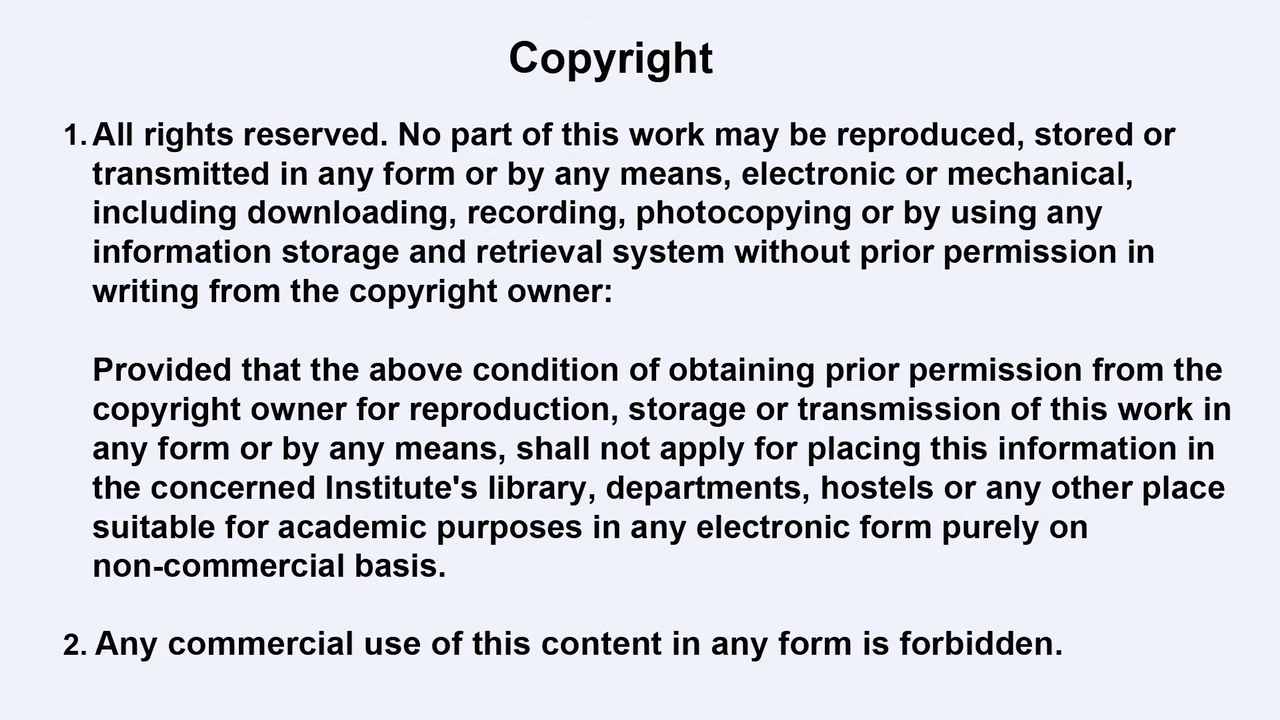 Copyright
1. All rights reserved. No part of this work may be reproduced, stored or
transmitted in any form or by any means, electronic or mechanical,
including downloading, recording, photocopying or by using any
information storage and retrieval system without prior permission in
writing from the copyright owner:
Provided that the above condition of obtaining prior permission from the
copyright owner for reproduction, storage or transmission of this work in
any form or by any means, shall not apply for placing this information in
the concerned Institute's library, departments, hostels or any other place
suitable for academic purposes in any electronic form purely on
non-commercial basis.
2. Any commercial use of this content in any form is forbidden.